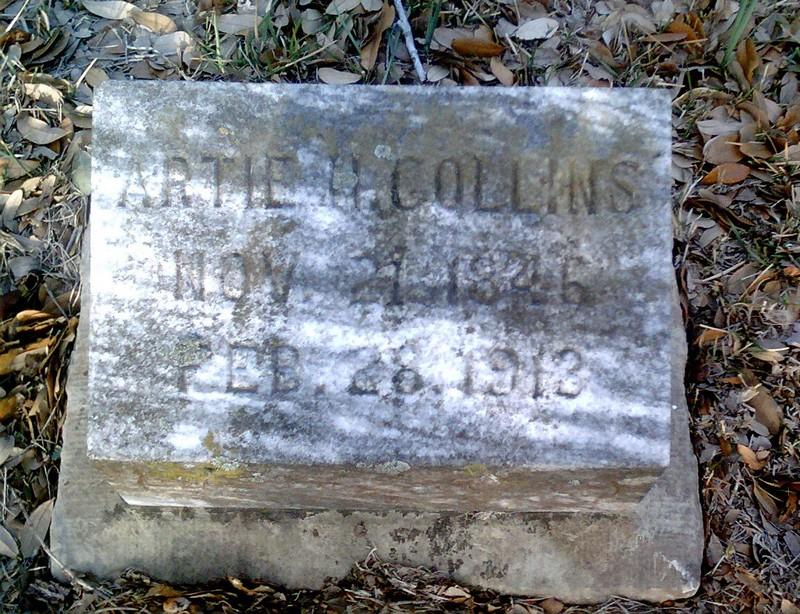 ARTIE H. COLLINS
NOV. 21, 1846
FEB. 28, 1913